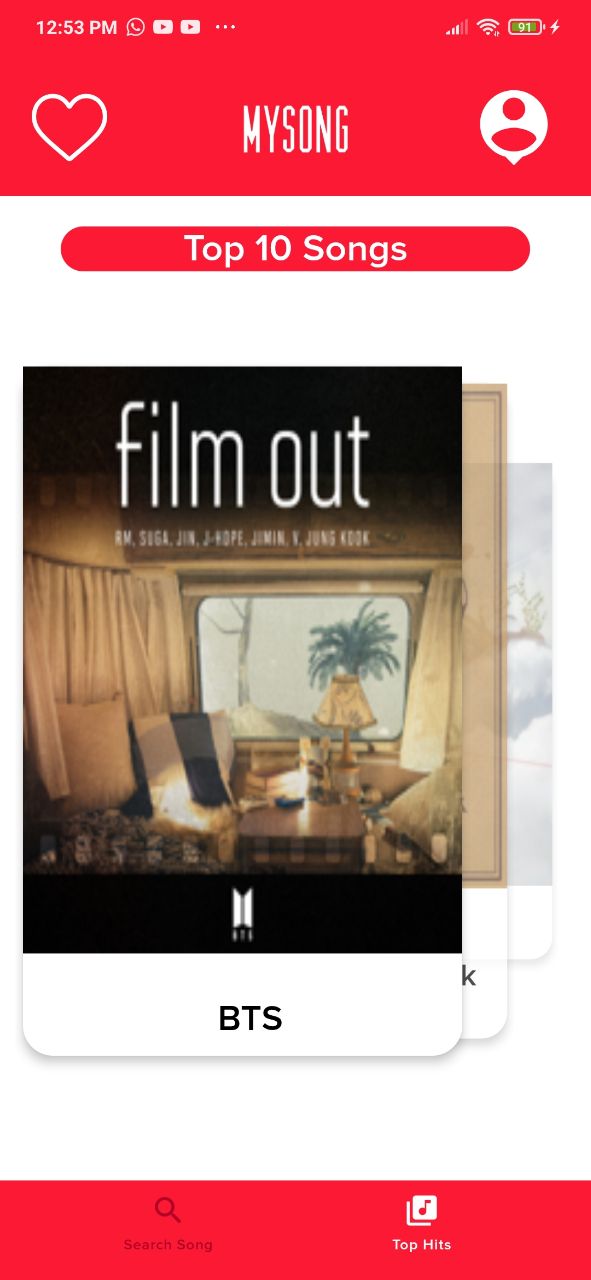 12:53 PM
91
MYSONG
Top 10 Songs
film out
RM, SUGA, JIN, J-HOPE, JIMIN, V, JUNG KOOK
BTS
k
BTS
Search Song
Top Hits